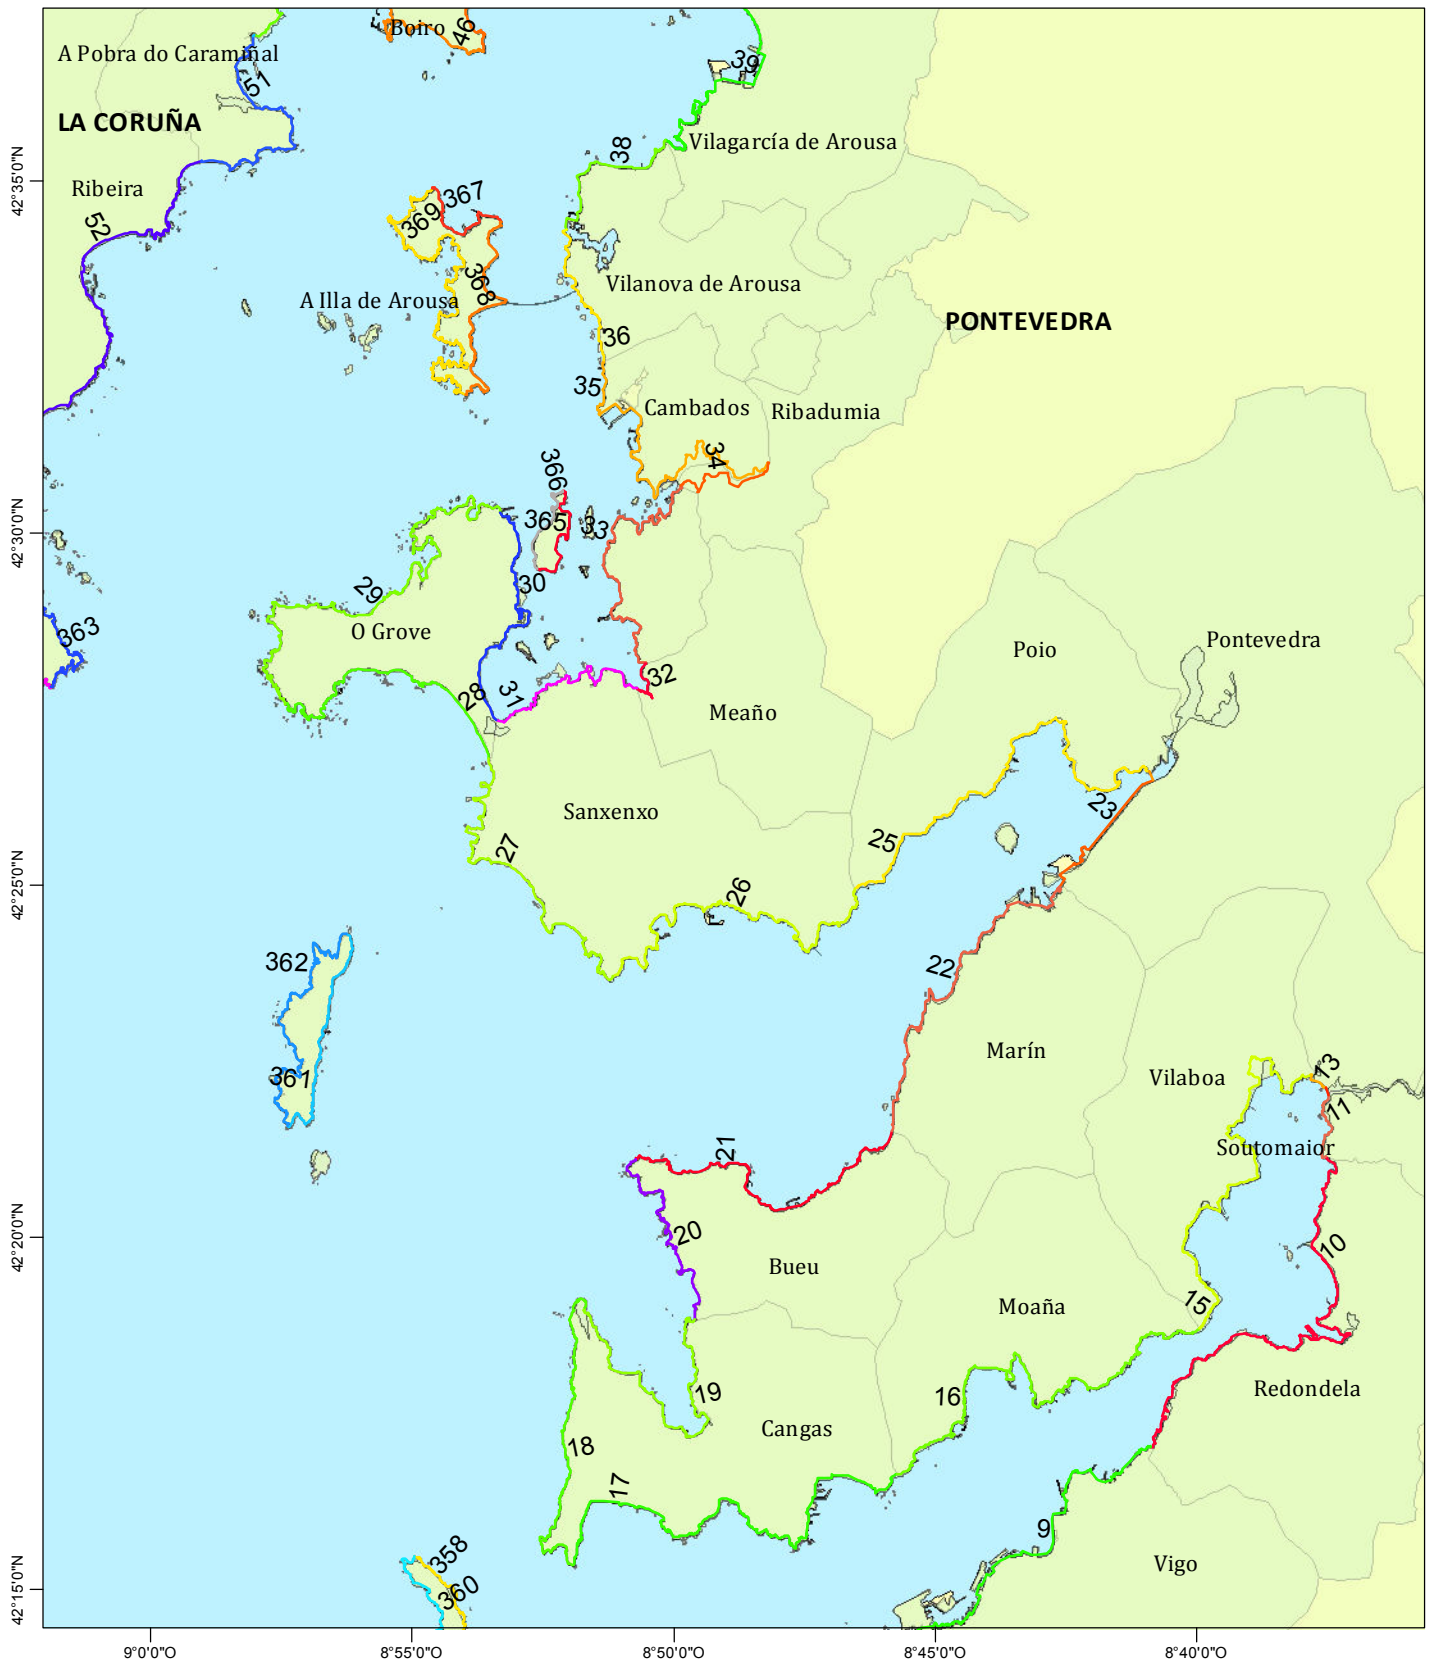 Boiro
46
A Pobra do Caramiñal
51
39
LA CORUÑA
38
Vilagarcía de Arousa
42°35'0"N
Ribeira
367
369
52
368
Vilanova de Arousa
A Illa de Arousa
PONTEVEDRA
36
35
Cambados
Ribadumia
34
366
365
33
42°30'0"N
30
29
O Grove
363
Poio
Pontevedra
32
28
31
Meaño
Sanxenxo
23
25
27
42°25'0"N
26
362
22
Marín
361
Vilaboa
13
11
Soutomaior
21
20
42°20'0"N
10
Bueu
15
Moaña
19
16
Redondela
Cangas
18
17
9
358
Vigo
360
42°15'0"N
9°0'0"O
8°55'0"O
8°50'0"O
8°45'0"O
8°40'0"O